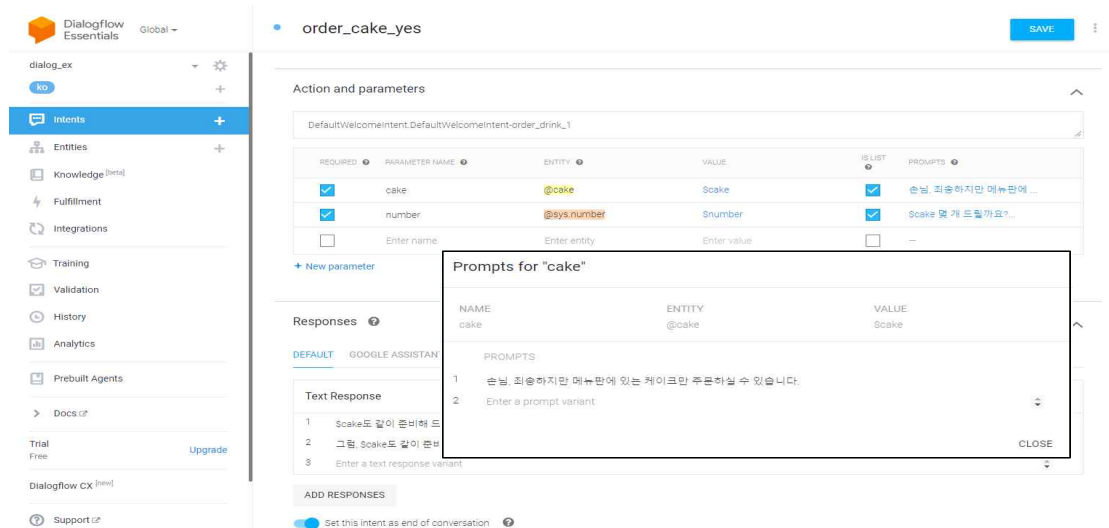 Dialogflow
Essentials
Global
order_cake_yes
SAVE
dialog_ex
ko
Intents
Entities
Knowledge [beta]
Fulfillment
Integrations
Training
Validation
History
Analytics
Prebuilt Agents
Docs
Trial
Free
Upgrade
Dialogflow CX [new]
Support
Action and parameters
DefaultWelcomeIntent.DefaultWelcomeIntent-order_drink_1
REQUIRED PARAMETER NAME ENTITY VALUE IS LIST PROMPTS
cake @cake $cake 손님, 죄송하지만 메뉴판에 ...
number @sys.number $number $cake 몇 개 드릴까요?...
Enter name Enter entity Enter value —
+ New parameter
Prompts for "cake"
NAME ENTITY VALUE
cake @cake $cake
PROMPTS
1 손님, 죄송하지만 메뉴판에 있는 케이크만 주문하실 수 있습니다.
2 Enter a prompt variant
CLOSE
Responses
DEFAULT GOOGLE ASSISTANT
Text Response
1 $cake도 같이 준비해 드
2 그럼, $cake도 같이 준비
3 Enter a text response variant
ADD RESPONSES
Set this intent as end of conversation